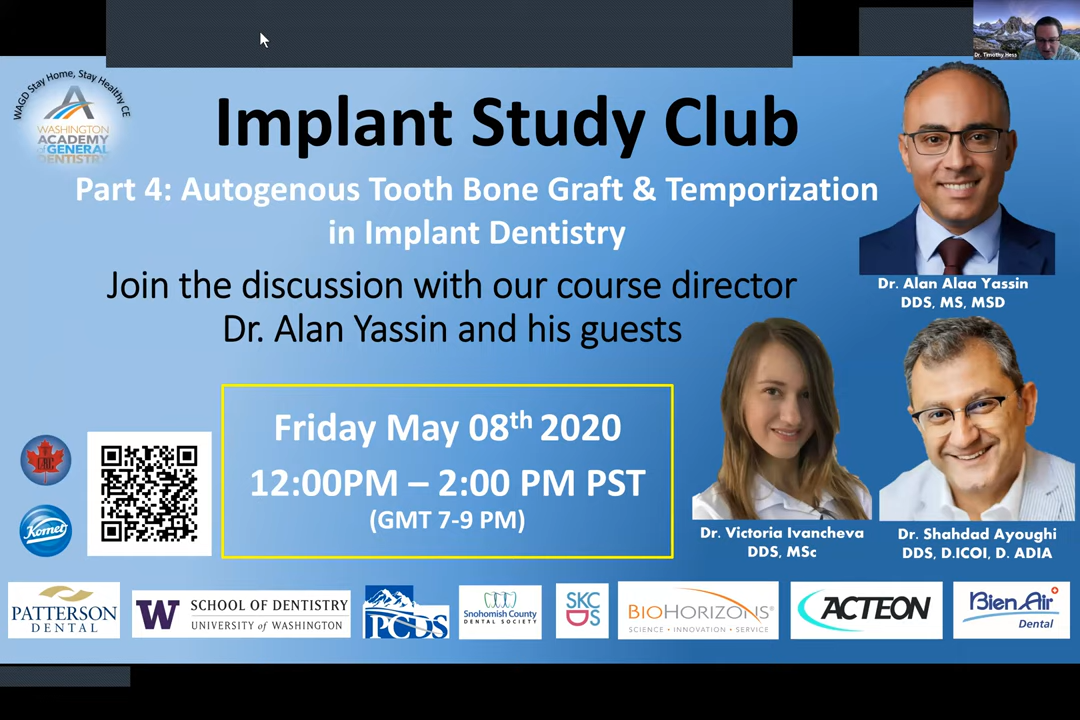 Dr. Timothy Hess
WAGD Stay Home, Stay Healthy CE
WASHINGTON
ACADEMY
of GENERAL
DENTISTRY
Implant Study Club
Part 4: Autogenous Tooth Bone Graft & Temporization
in Implant Dentistry
Join the discussion with our course director
Dr. Alan Yassin and his guests
Dr. Alan Alaa Yassin
DDS, MS, MSD
Friday May 08th 2020
12:00PM – 2:00 PM PST
(GMT 7-9 PM)
Komet
Dr. Victoria Ivancheva
DDS, MSc
Dr. Shahdad Ayoughi
DDS, D.ICOI, D. ADIA
PATTERSON
DENTAL
W
SCHOOL OF DENTISTRY
UNIVERSITY of WASHINGTON
PCDS
Snohomish County
DENTAL SOCIETY
SKC
DS
BIOHORIZONS®
SCIENCE • INNOVATION • SERVICE
ACTEON
Bien Air
Dental